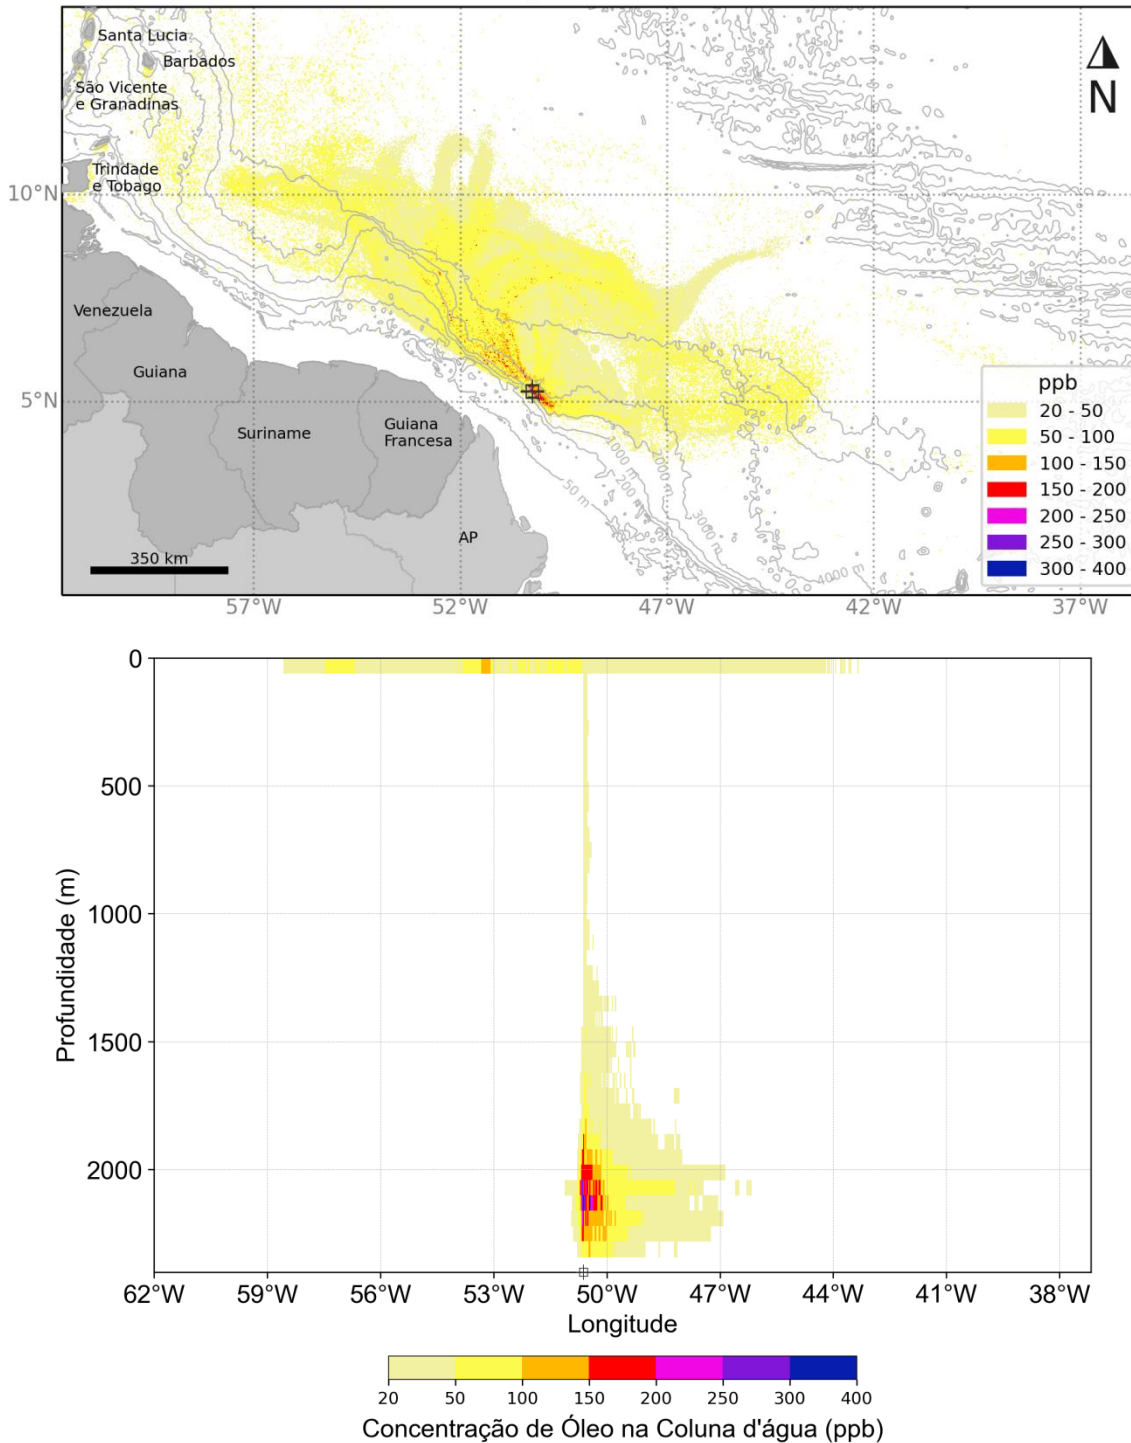 Santa Lucia
Barbados
São Vicente
e Granadinas
Trindade
e Tobago
N
10°N
Venezuela
Guiana
5°N
Suriname
Guiana
Francesa
AP
50 m
200 m
1000 m
3000 m
4000 m
350 km
ppb
20 - 50
50 - 100
100 - 150
150 - 200
200 - 250
250 - 300
300 - 400
57°W 52°W 47°W 42°W 37°W
0
500
1000
1500
2000
Profundidade (m)
62°W 59°W 56°W 53°W 50°W 47°W 44°W 41°W 38°W
Longitude
20 50 100 150 200 250 300 400
Concentração de Óleo na Coluna d'água (ppb)